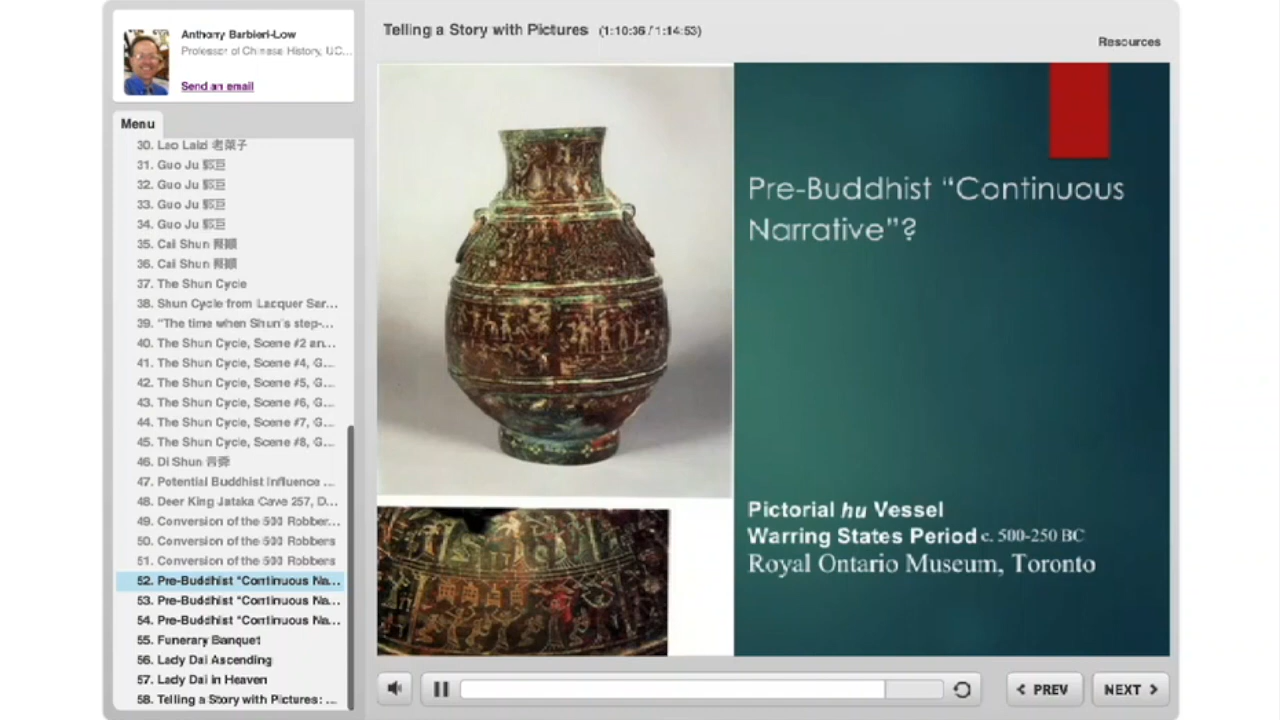 Anthony Barbieri-Low
Professor of Chinese History, UC...
Send an email
Telling a Story with Pictures (1:10:36 / 1:14:53)
Resources
Menu
30. Lao Laizi 老萊子
31. Guo Ju 郭巨
32. Guo Ju 郭巨
33. Guo Ju 郭巨
34. Guo Ju 郭巨
35. Cai Shun
36. Cai Shun
37. The Shun Cycle
38. Shun Cycle from Lacquer Sar...
39. "The time when Shun's step-...
40. The Shun Cycle, Scene #2 an...
41. The Shun Cycle, Scene #4, G...
42. The Shun Cycle, Scene #5, G...
43. The Shun Cycle, Scene #6, G...
44. The Shun Cycle, Scene #7, G...
45. The Shun Cycle, Scene #8, G...
46. Di Shun
47. Potential Buddhist Influence ...
48. Deer King Jataka Cave 257, D...
49. Conversion of the 500 Robber...
50. Conversion of the 500 Robbers
51. Conversion of the 500 Robbers
52. Pre-Buddhist "Continuous Na...
53. Pre-Buddhist "Continuous Na...
54. Pre-Buddhist "Continuous Na...
55. Funerary Banquet
56. Lady Dai Ascending
57. Lady Dai in Heaven
58. Telling a Story with Pictures: ...
Pre-Buddhist “Continuous
Narrative”?
Pictorial hu Vessel
Warring States Period c. 500-250 BC
Royal Ontario Museum, Toronto
PREV
NEXT